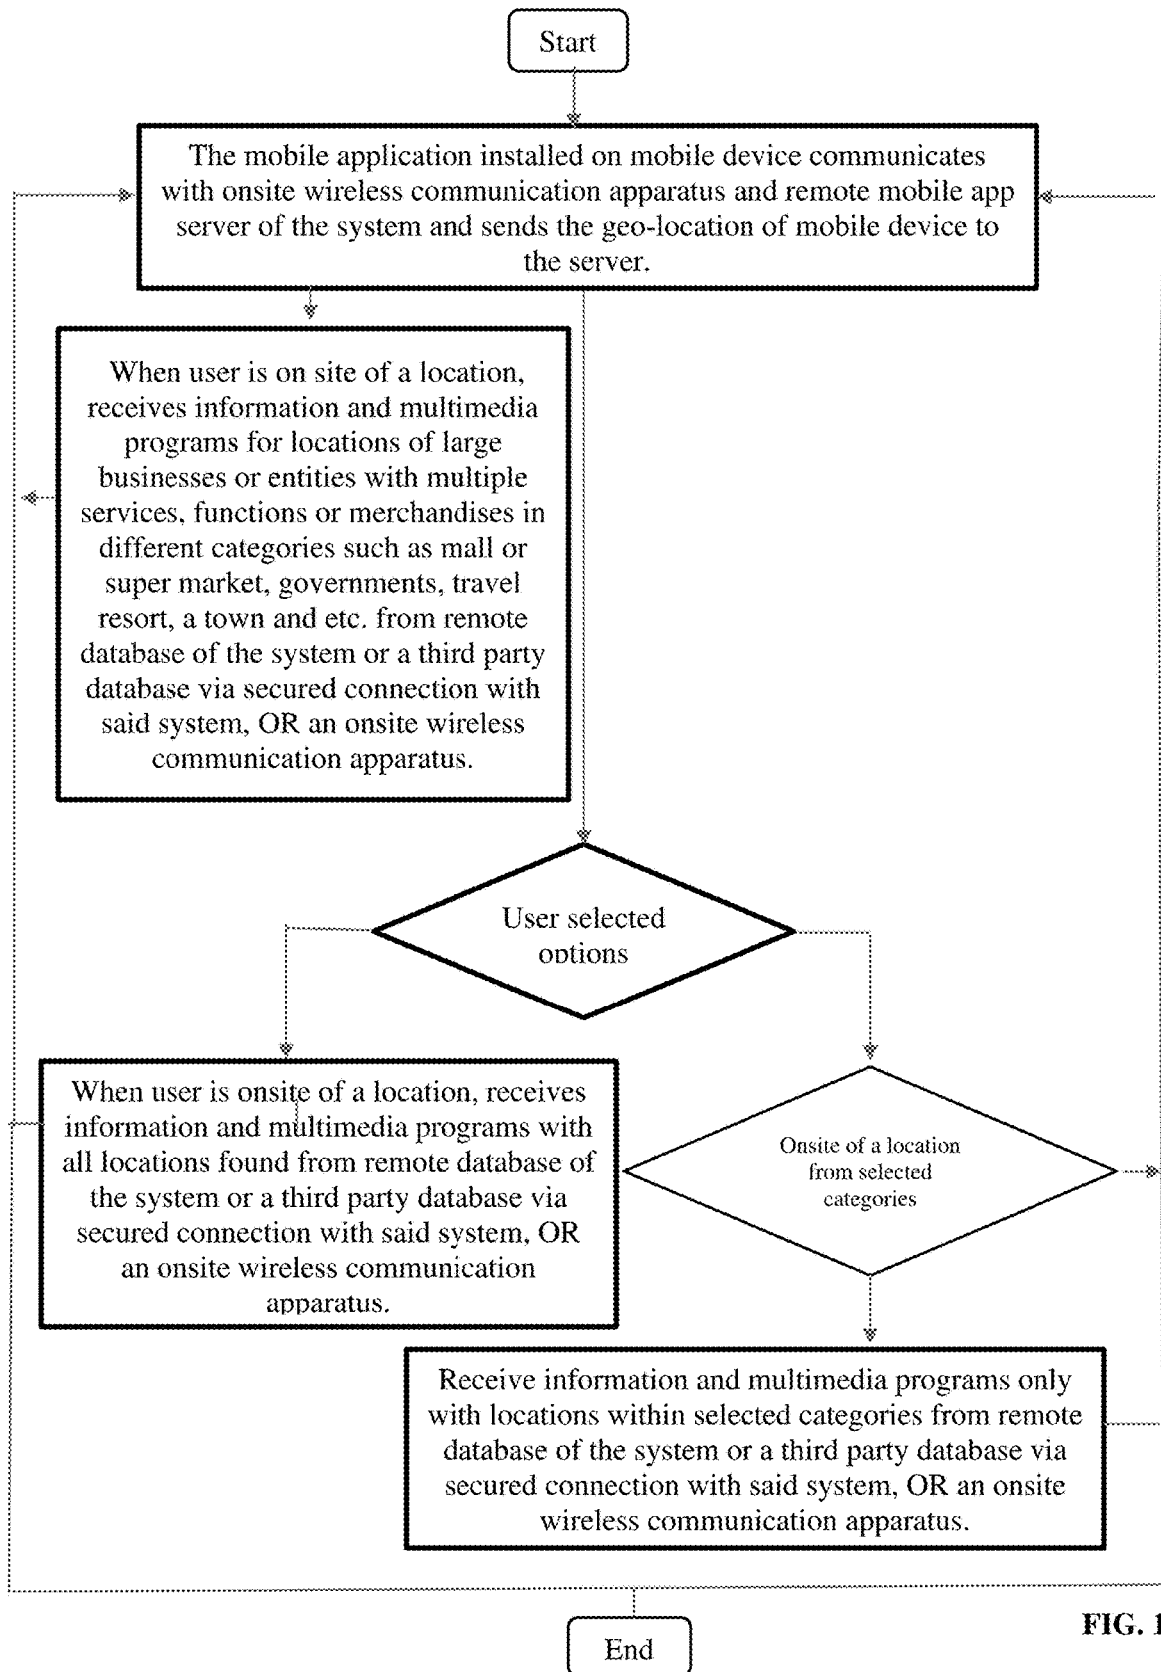 Start
The mobile application installed on mobile device communicates
with onsite wireless communication apparatus and remote mobile app
server of the system and sends the geo-location of mobile device to
the server.
When user is on site of a location,
receives information and multimedia
programs for locations of large
businesses or entities with multiple
services, functions or merchandises in
different categories such as mall or
super market, governments, travel
resort, a town and etc. from remote
database of the system or a third party
database via secured connection with
said system, OR an onsite wireless
communication apparatus.
User selected
options
When user is onsite of a location, receives
information and multimedia programs with
all locations found from remote database of
the system or a third party database via
secured connection with said system, OR
an onsite wireless communication
apparatus.
Onsite of a location
from selected
categories
Receive information and multimedia programs only
with locations within selected categories from remote
database of the system or a third party database via
secured connection with said system, OR an onsite
wireless communication apparatus.
FIG. 1
End